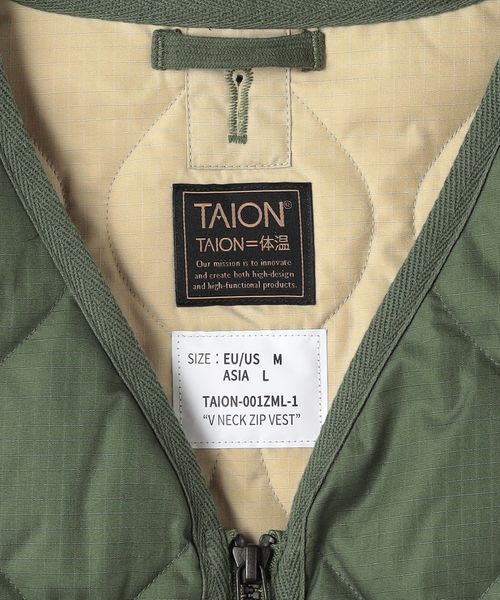 TAION®
TAION=体温
Our mission is to innovate
and create both high-design
and high-functional products.
SIZE : EU/US M
ASIA L
TAION-001ZML-1
“V NECK ZIP VEST”